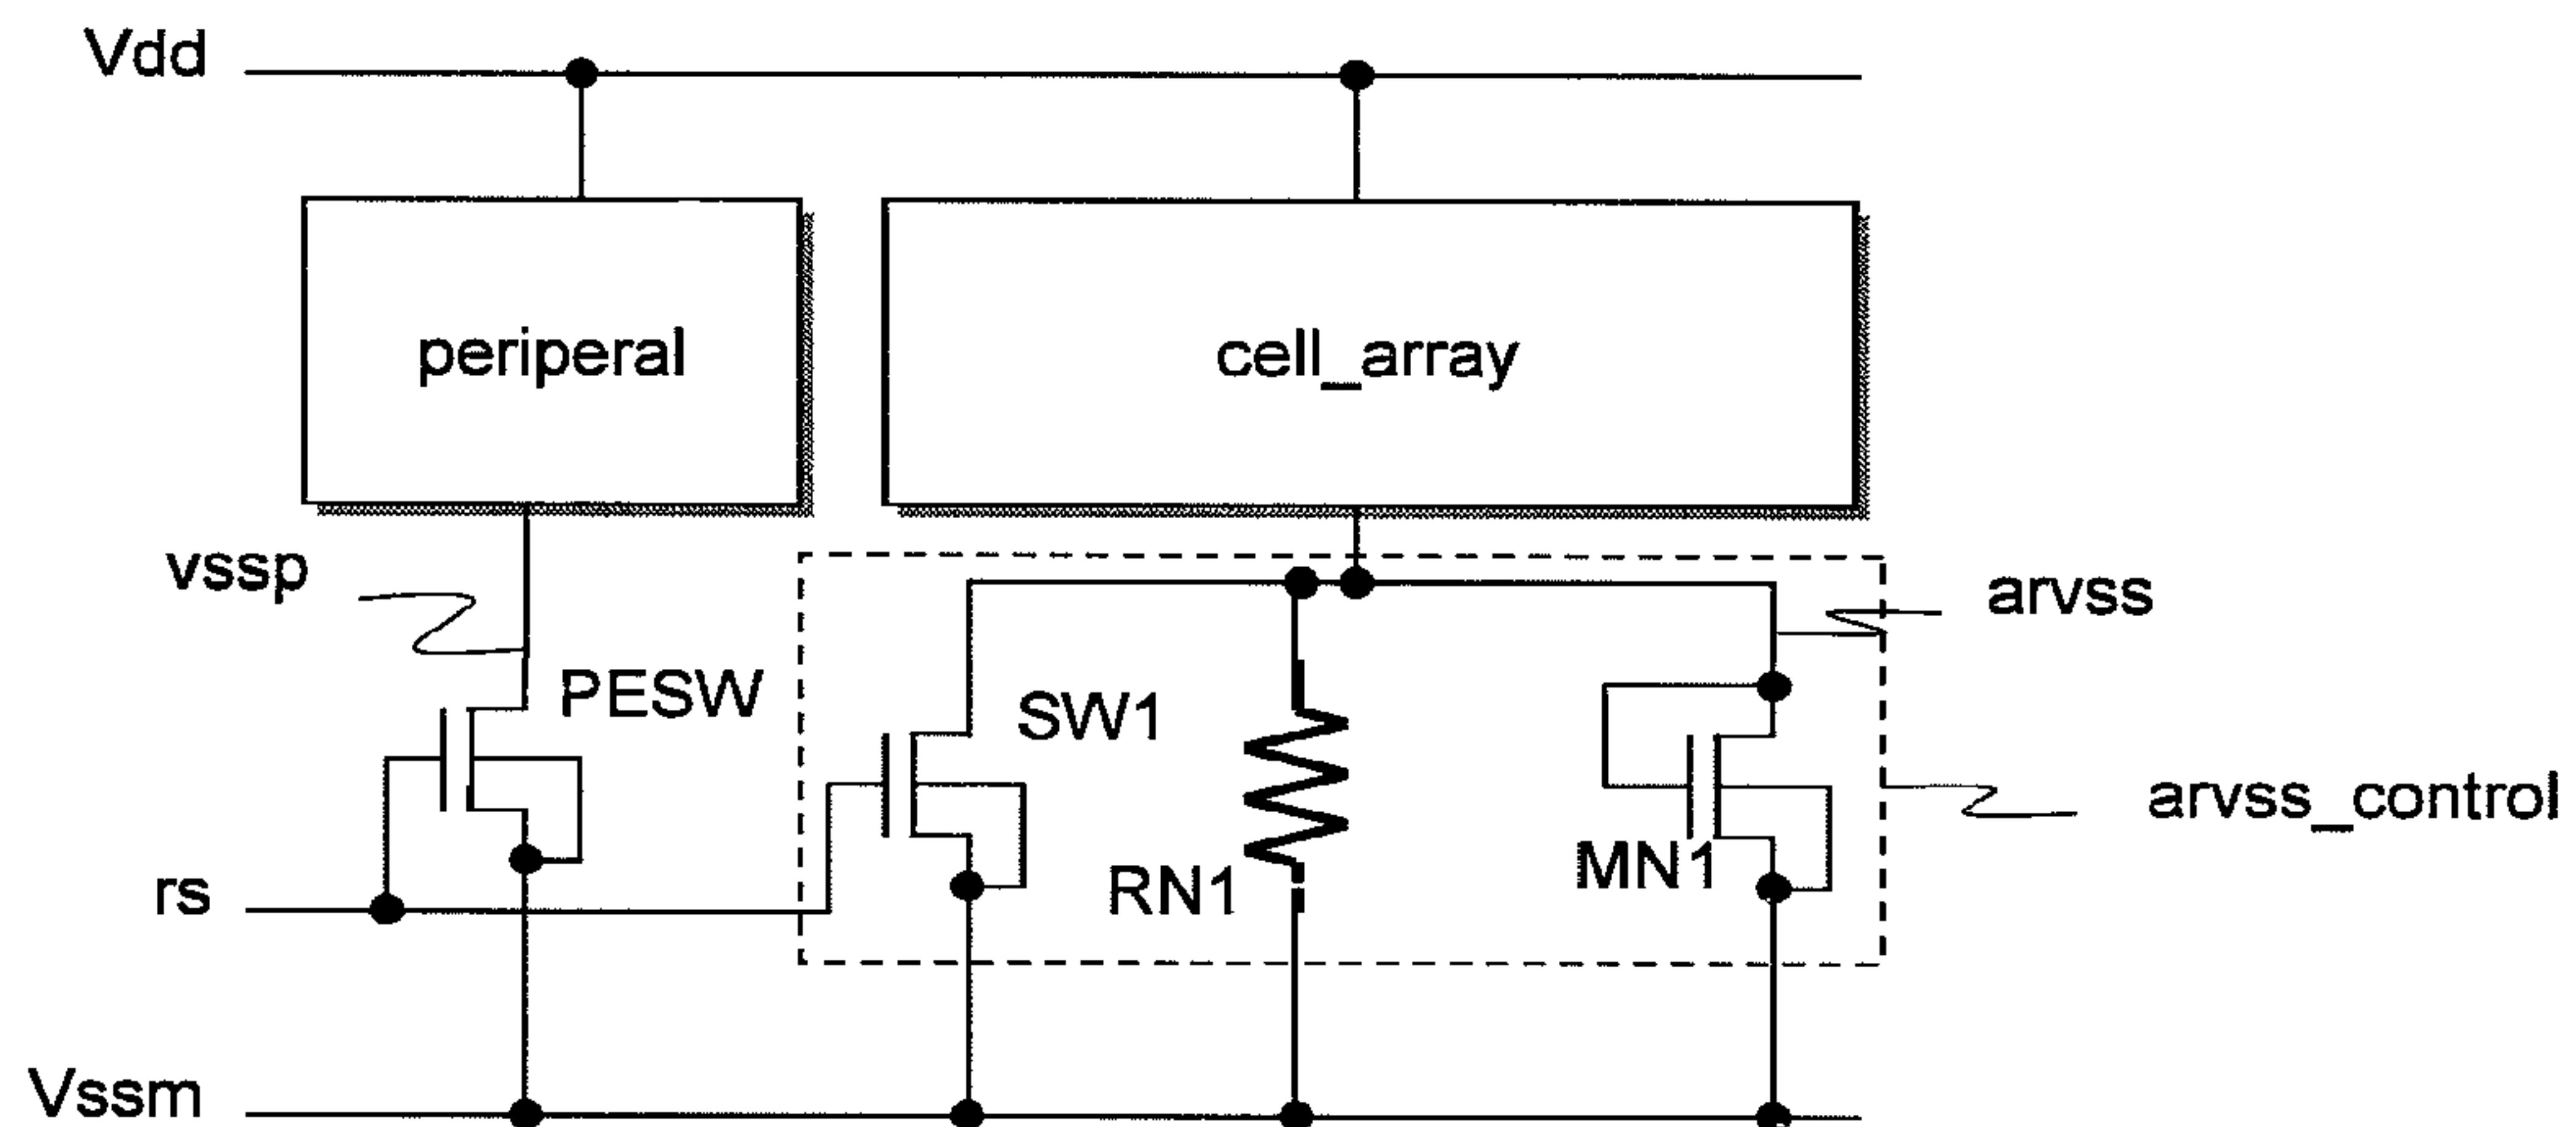 Vdd
periperal
cell_array
vssp
arvss
PESW
SW1
arvss_control
RN1
MN1
rs
Vssm